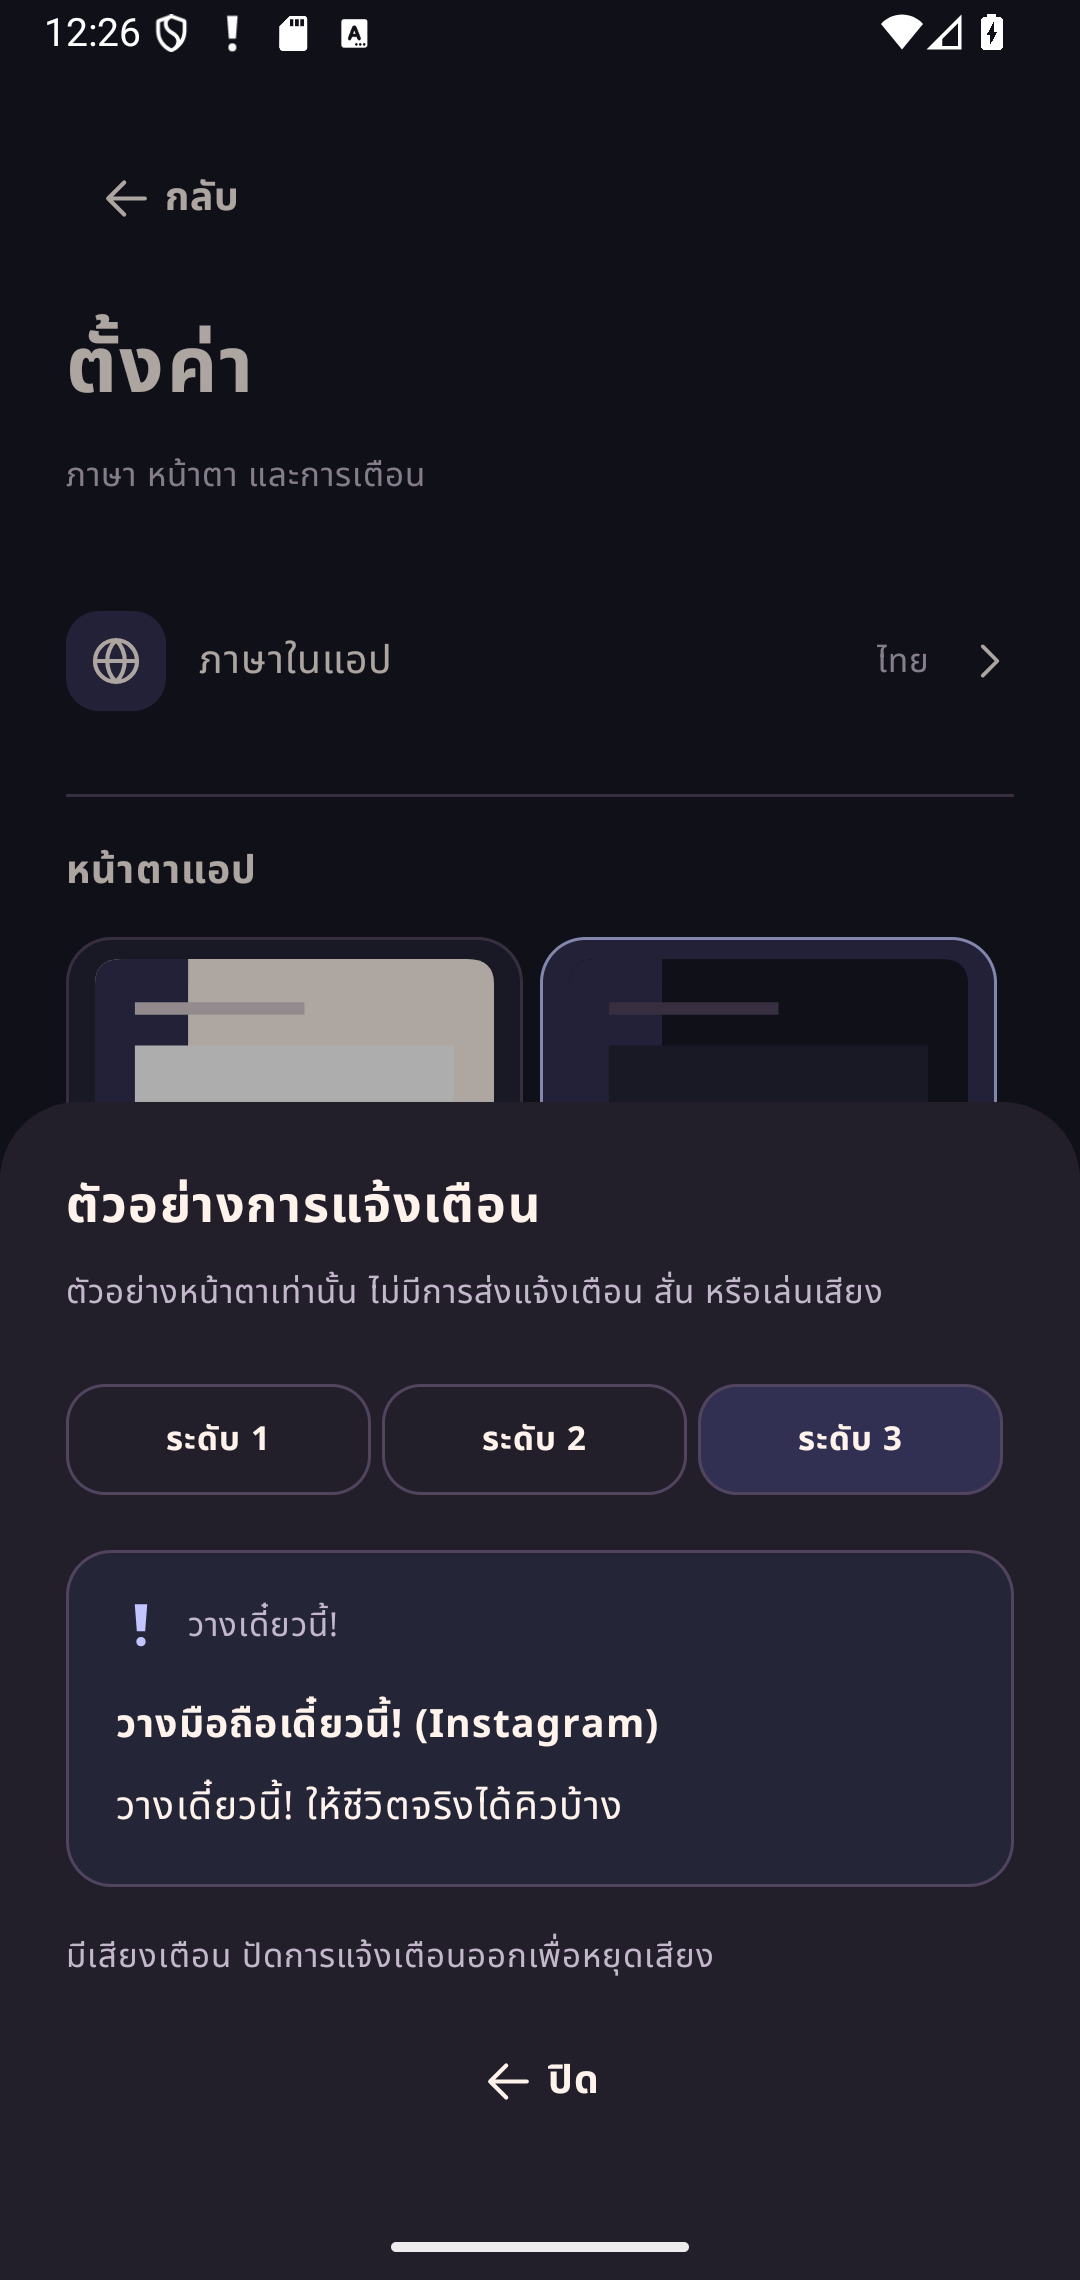 12:26
กลับ
ตั้งค่า
ภาษา หน้าตา และการเตือน
ภาษาในแอป
ไทย
หน้าตาแอป
ตัวอย่างการแจ้งเตือน
ตัวอย่างหน้าตาเท่านั้น ไม่มีการส่งแจ้งเตือน สั่น หรือเล่นเสียง
ระดับ 1
ระดับ 2
ระดับ 3
วางเดี๋ยวนี้!
วางมือถือเดี๋ยวนี้! (Instagram)
วางเดี๋ยวนี้! ให้ชีวิตจริงได้คิวบ้าง
มีเสียงเตือน ปัดการแจ้งเตือนออกเพื่อหยุดเสียง
ปิด